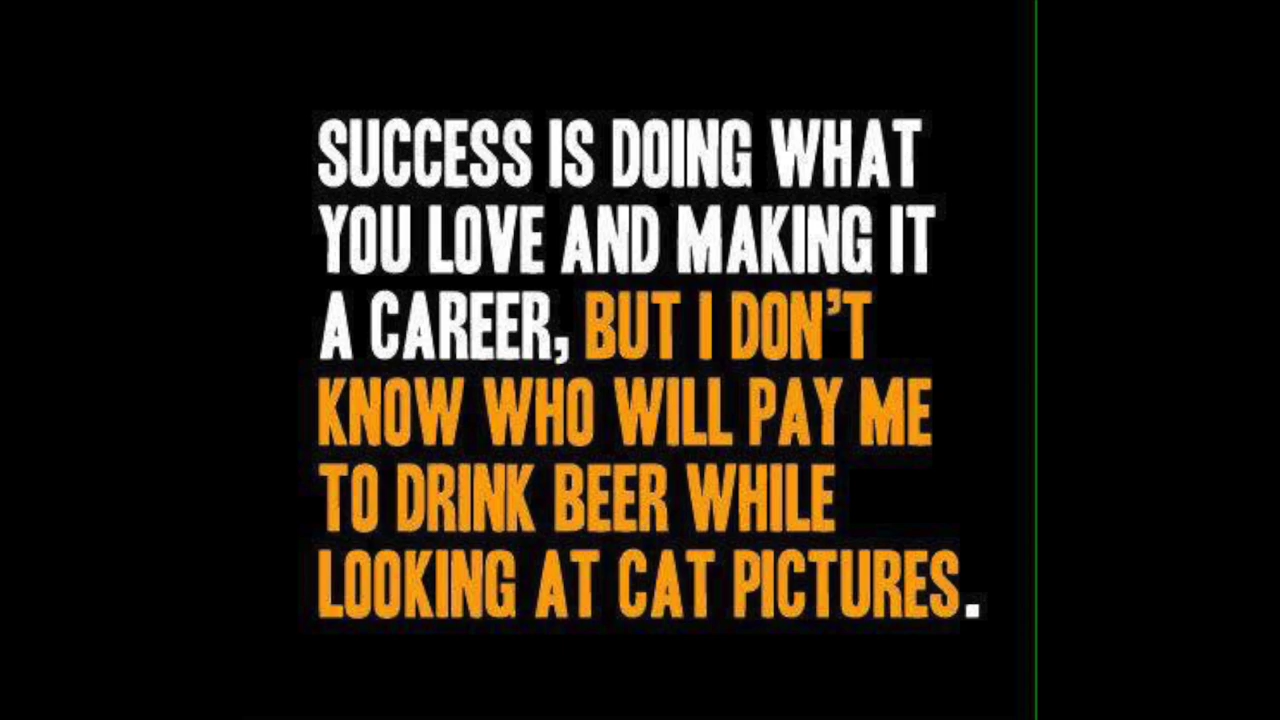 SUCCESS IS DOING WHAT
YOU LOVE AND MAKING IT
A CAREER, BUT I DON'T
KNOW WHO WILL PAY ME
TO DRINK BEER WHILE
LOOKING AT CAT PICTURES.